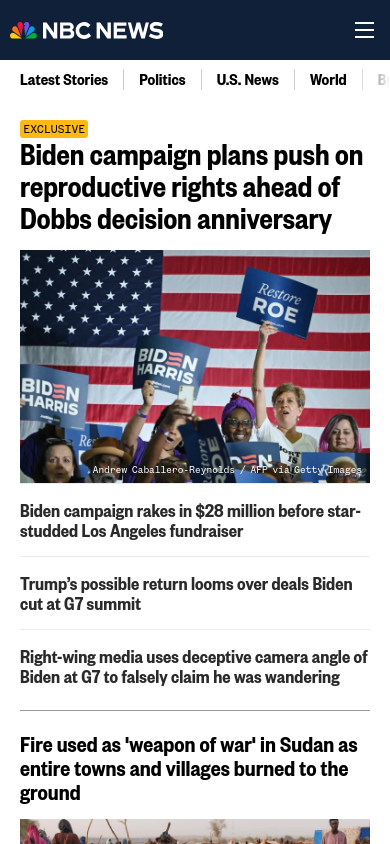 NBC NEWS
Latest Stories
Politics
U.S. News
World
EXCLUSIVE
Biden campaign plans push on
reproductive rights ahead of
Dobbs decision anniversary
Restore
ROE
BIDEN
HARRIS
BIDEN
HARRIS
Restore
Andrew Caballero-Reynolds / AFP via Getty Images
Biden campaign rakes in $28 million before star-
studded Los Angeles fundraiser
Trump’s possible return looms over deals Biden
cut at G7 summit
Right-wing media uses deceptive camera angle of
Biden at G7 to falsely claim he was wandering
Fire used as 'weapon of war' in Sudan as
entire towns and villages burned to the
ground